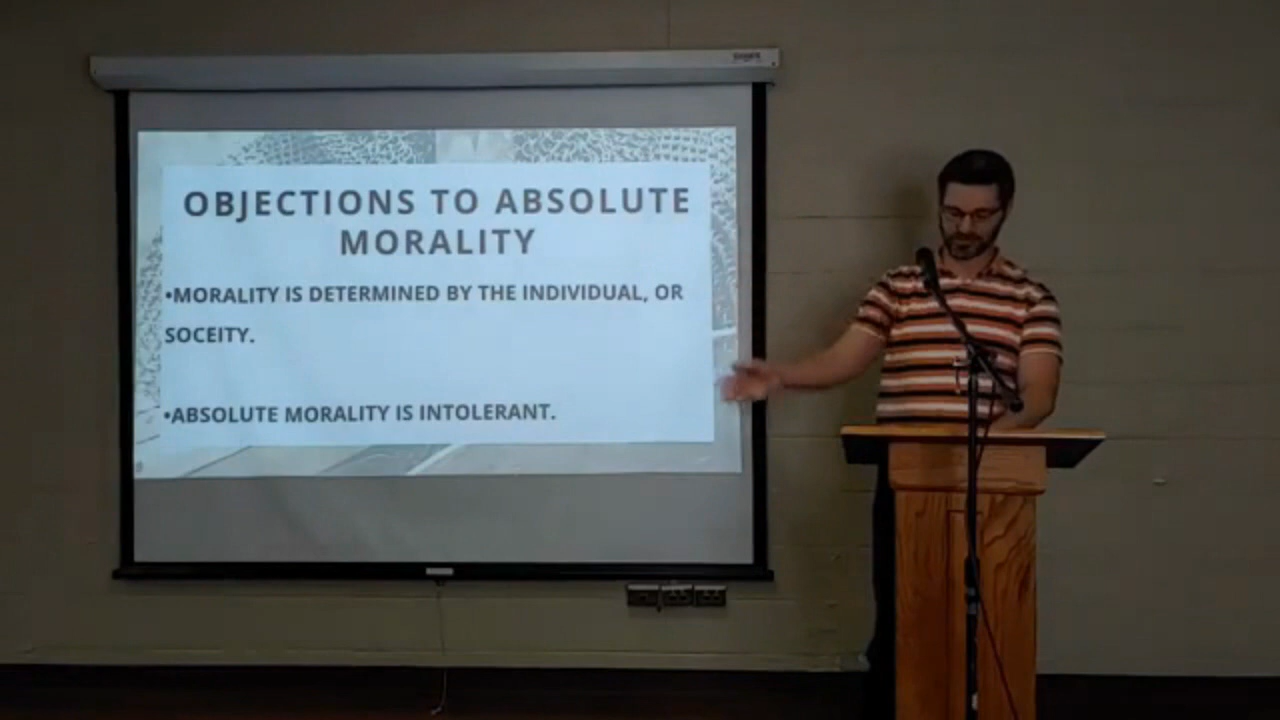 OBJECTIONS TO ABSOLUTE
MORALITY
•MORALITY IS DETERMINED BY THE INDIVIDUAL, OR
SOCEITY.
•ABSOLUTE MORALITY IS INTOLERANT.